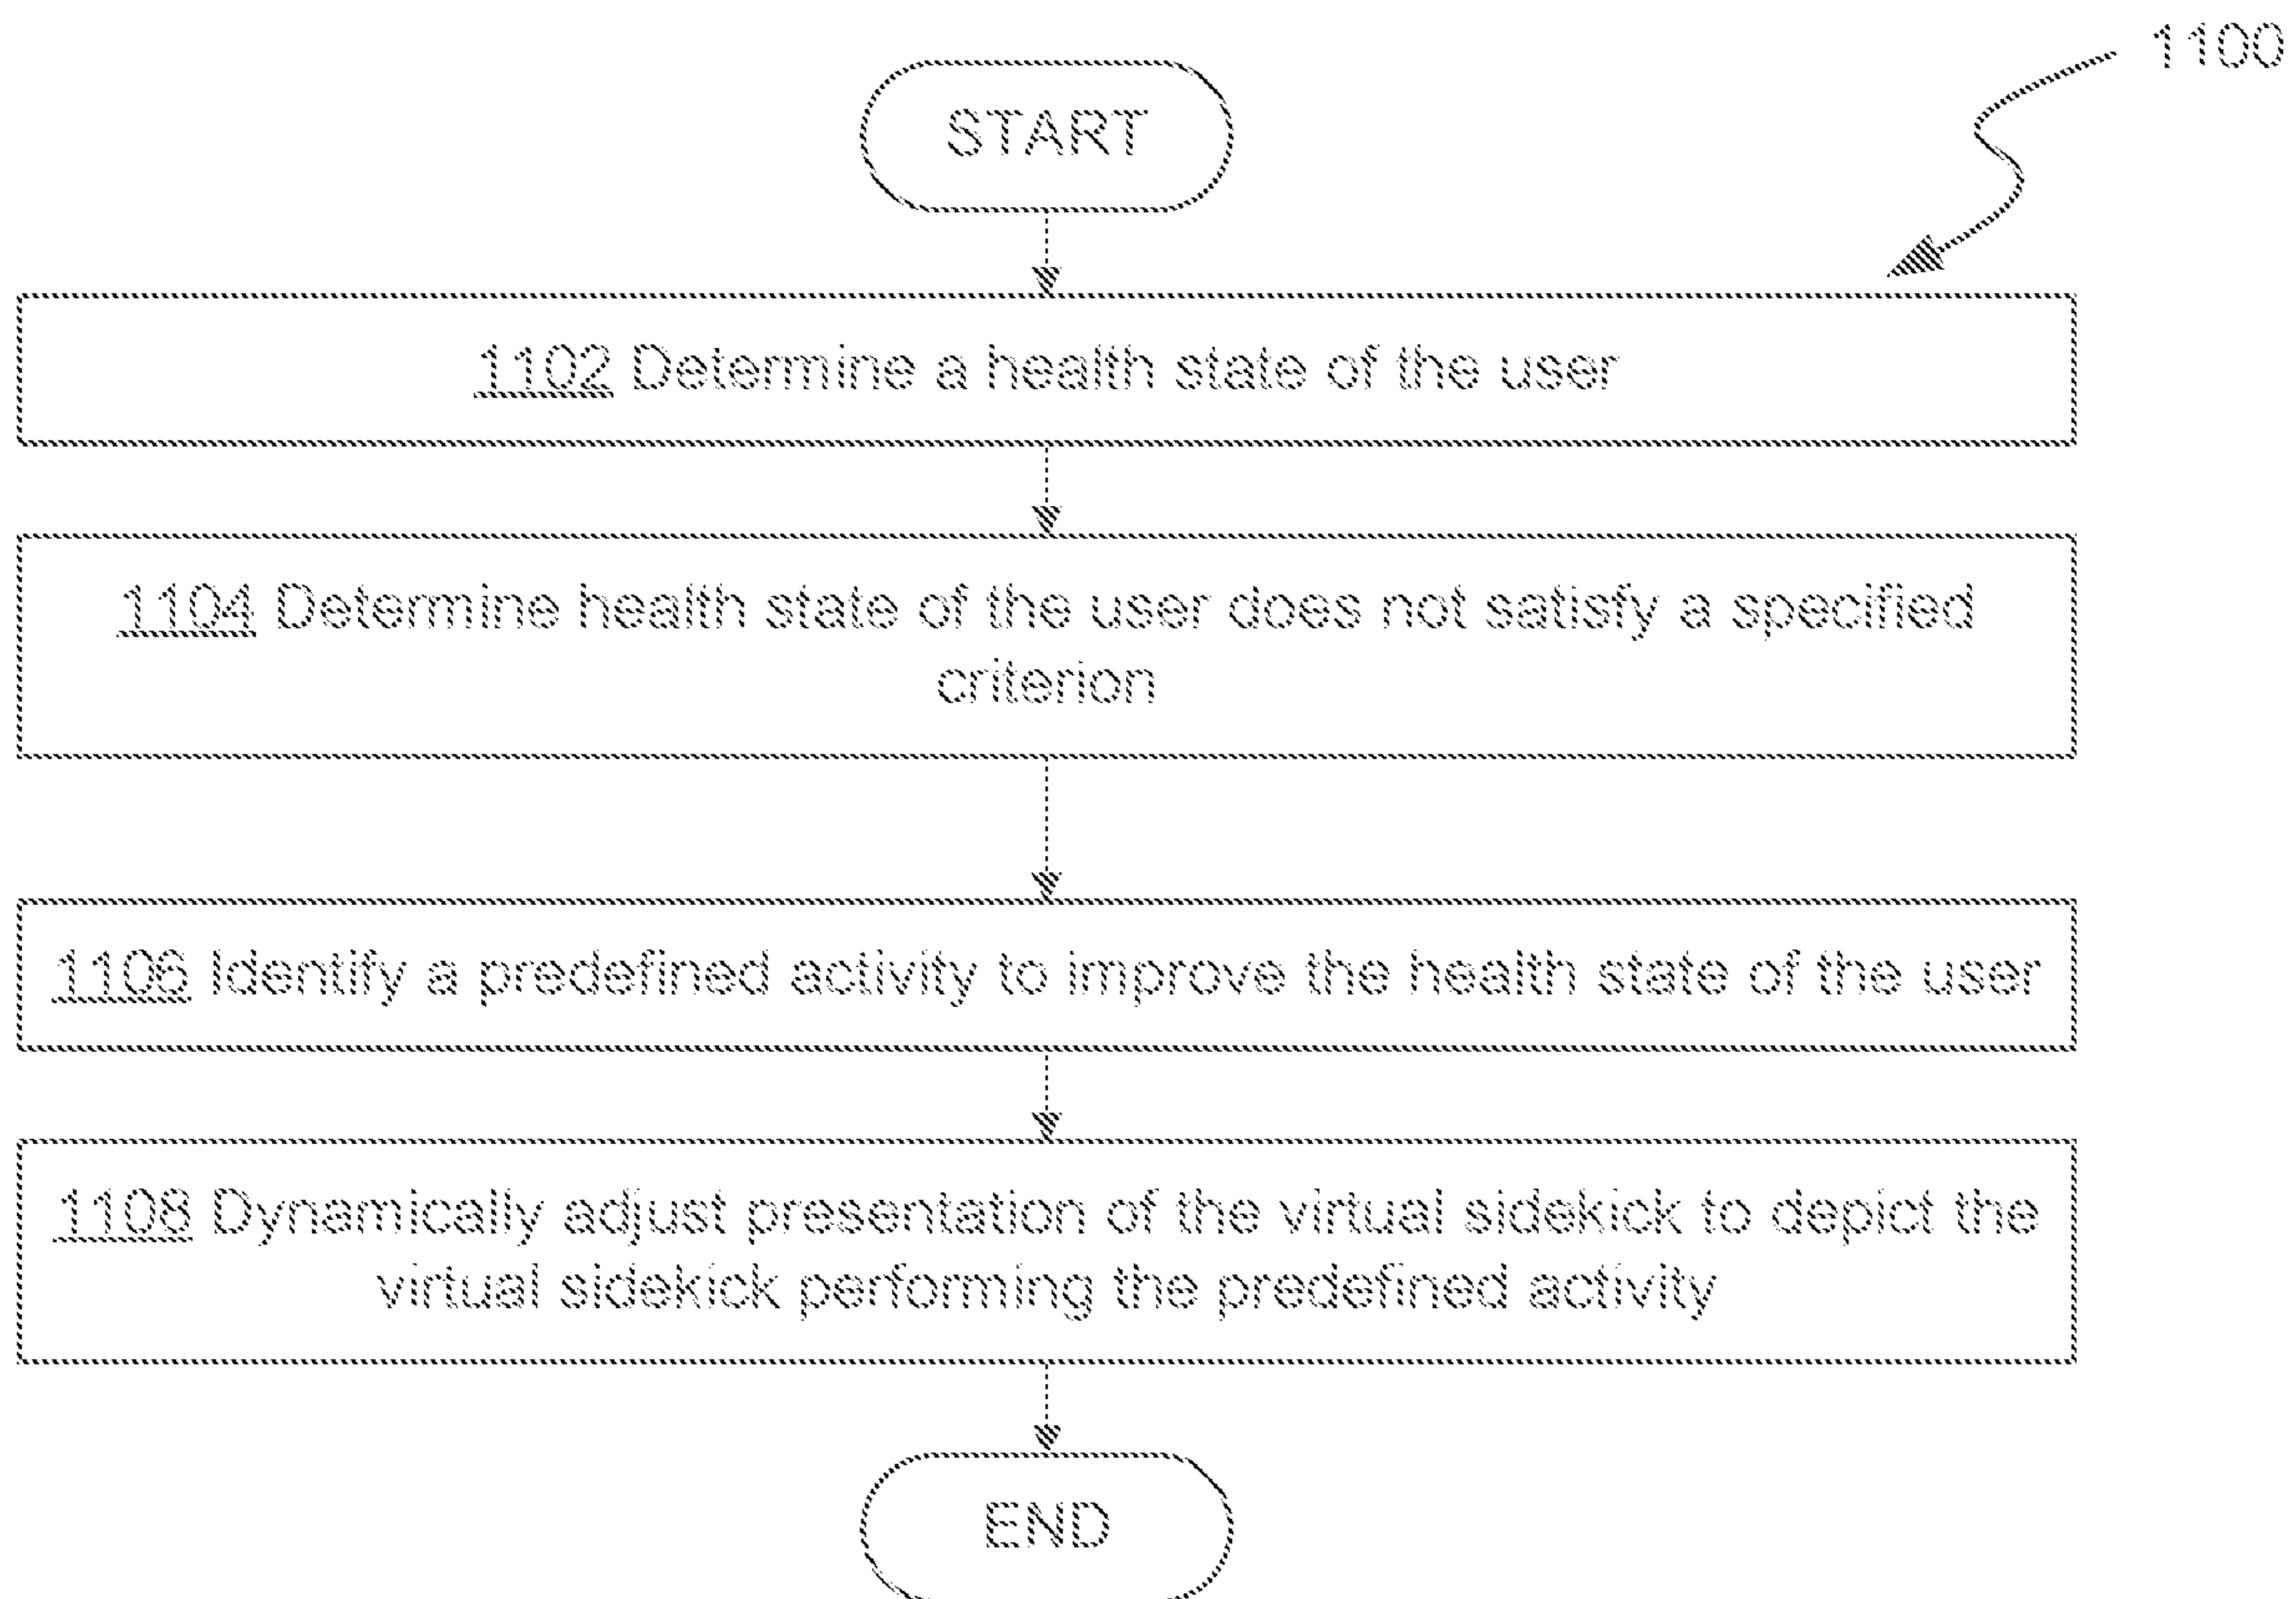 1100
START
1102 Determine a health state of the user
1104 Determine health state of the user does not satisfy a specified
criterion
1106 Identify a predefined activity to improve the health state of the user
1108 Dynamically adjust presentation of the virtual sidekick to depict the
virtual sidekick performing the predefined activity
END